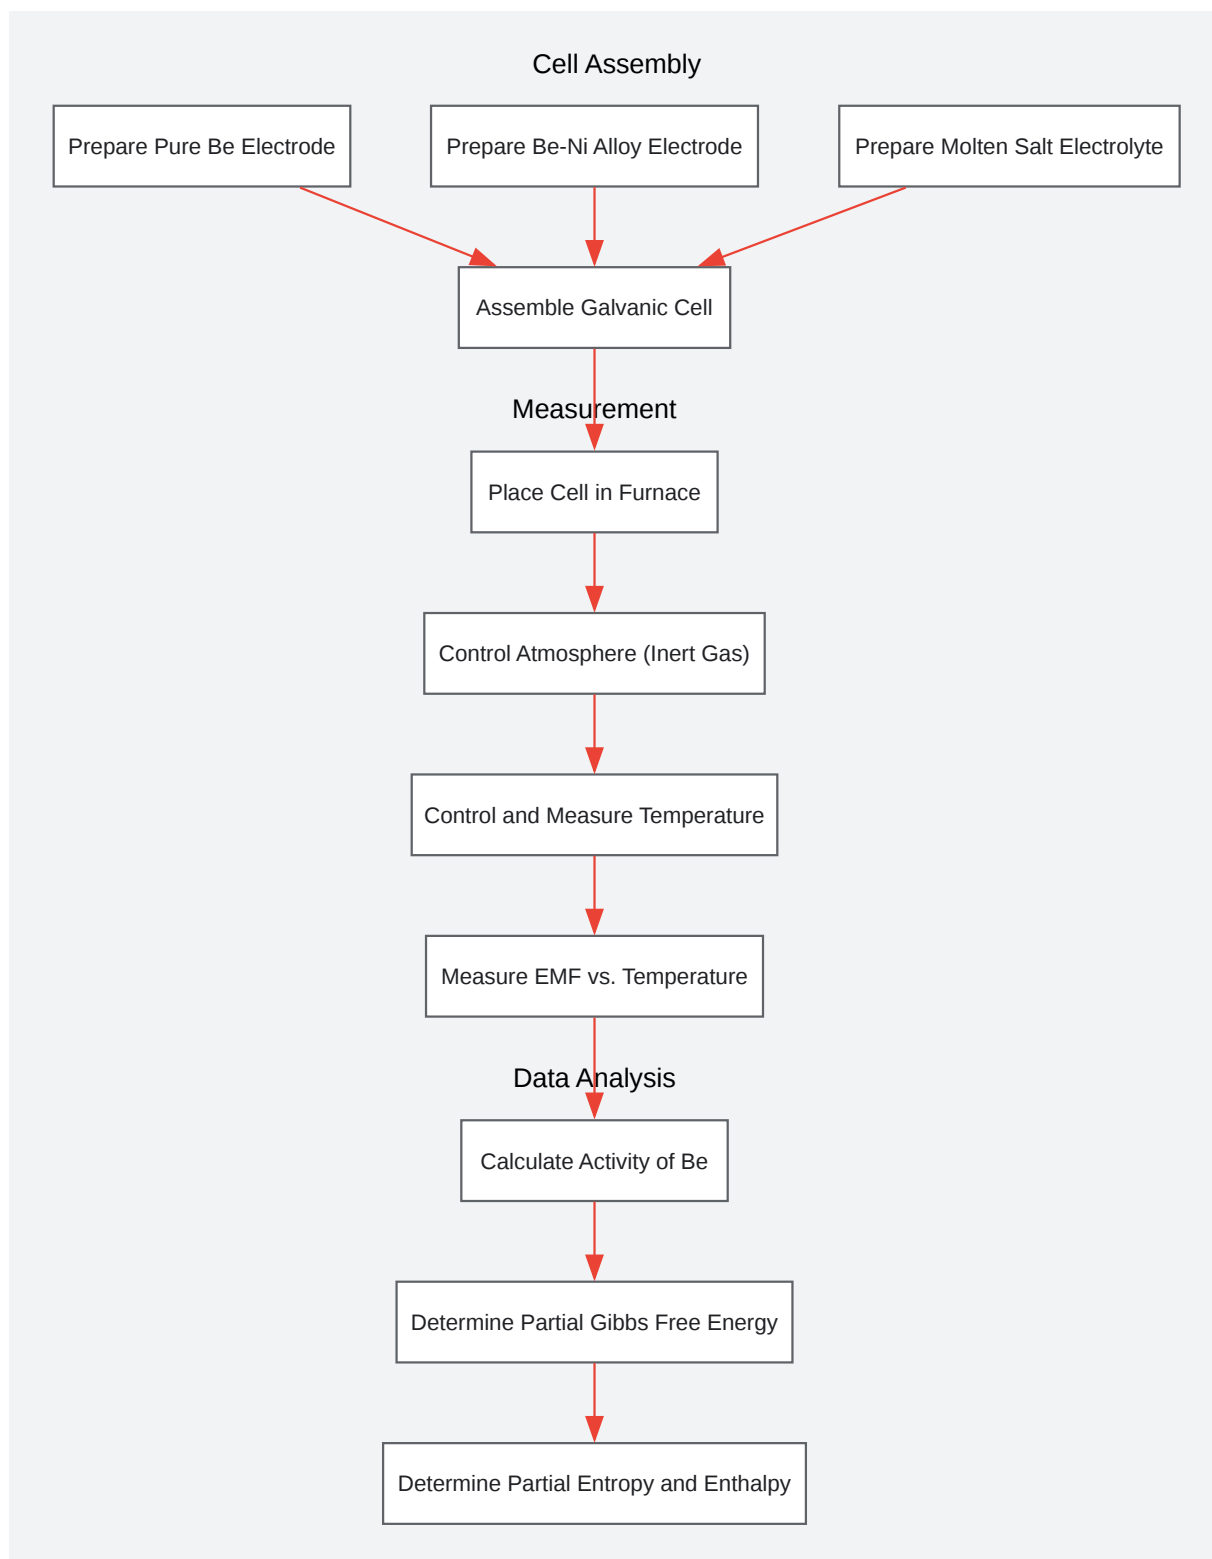 Cell Assembly
Prepare Pure Be Electrode
Prepare Be-Ni Alloy Electrode
Prepare Molten Salt Electrolyte
Assemble Galvanic Cell
Measurement
Place Cell in Furnace
Control Atmosphere (Inert Gas)
Control and Measure Temperature
Measure EMF vs. Temperature
Data Analysis
Calculate Activity of Be
Determine Partial Gibbs Free Energy
Determine Partial Entropy and Enthalpy